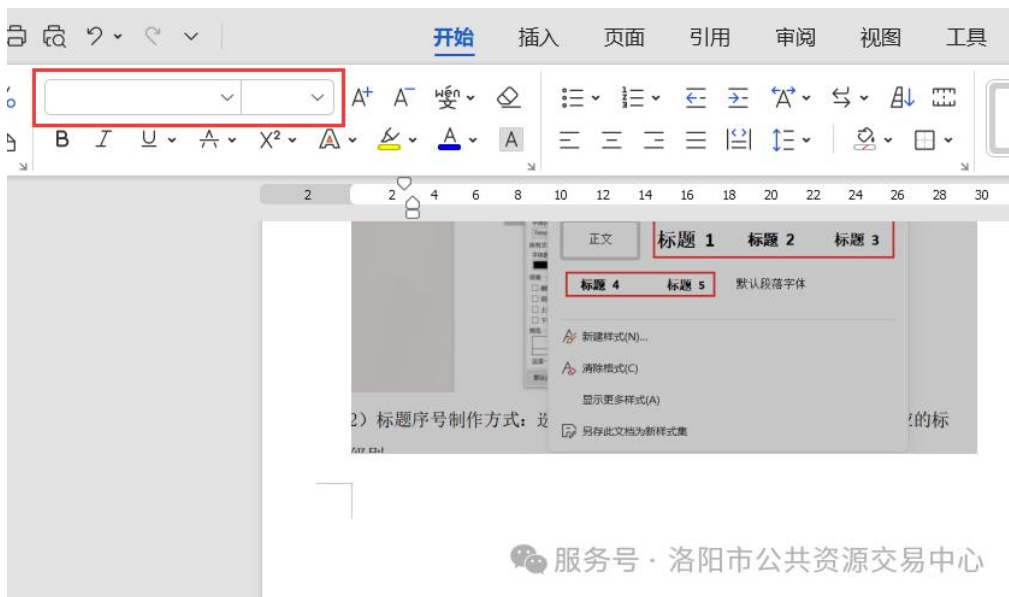 开始 插入 页面 引用 审阅 视图 工具
A+ A- wén
B I U A X² A A A
2 2 4 6 8 10 12 14 16 18 20 22 24 26 28 30
正文 标题 1 标题 2 标题 3
标题 4 标题 5 默认段落字体
新建样式(N)...
清除格式(C)
显示更多样式(A)
2）标题序号制作方式：选 的标
另存此文档为新样式集
服务号 · 洛阳市公共资源交易中心